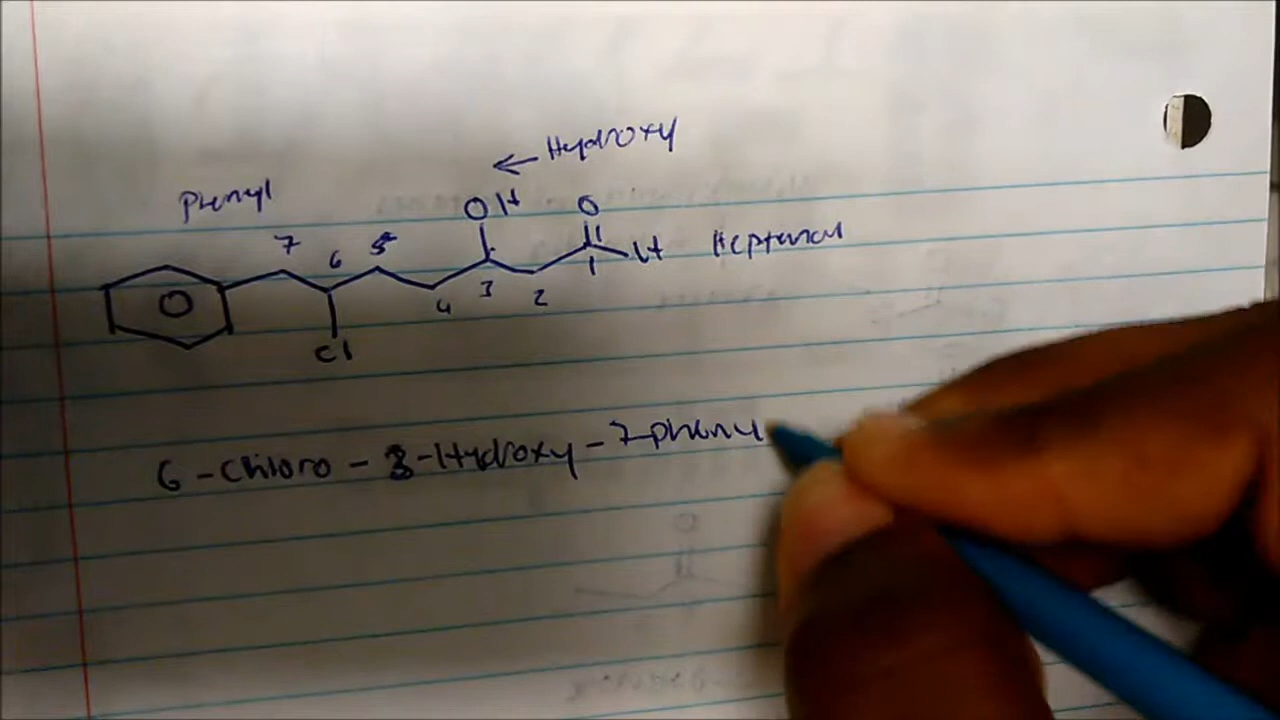 ← Hydroxy
Phenyl
OH O
7 6 5 H Heptanal
4 3 2 1
Cl
6-Chloro-3-Hydroxy-7-phenyl